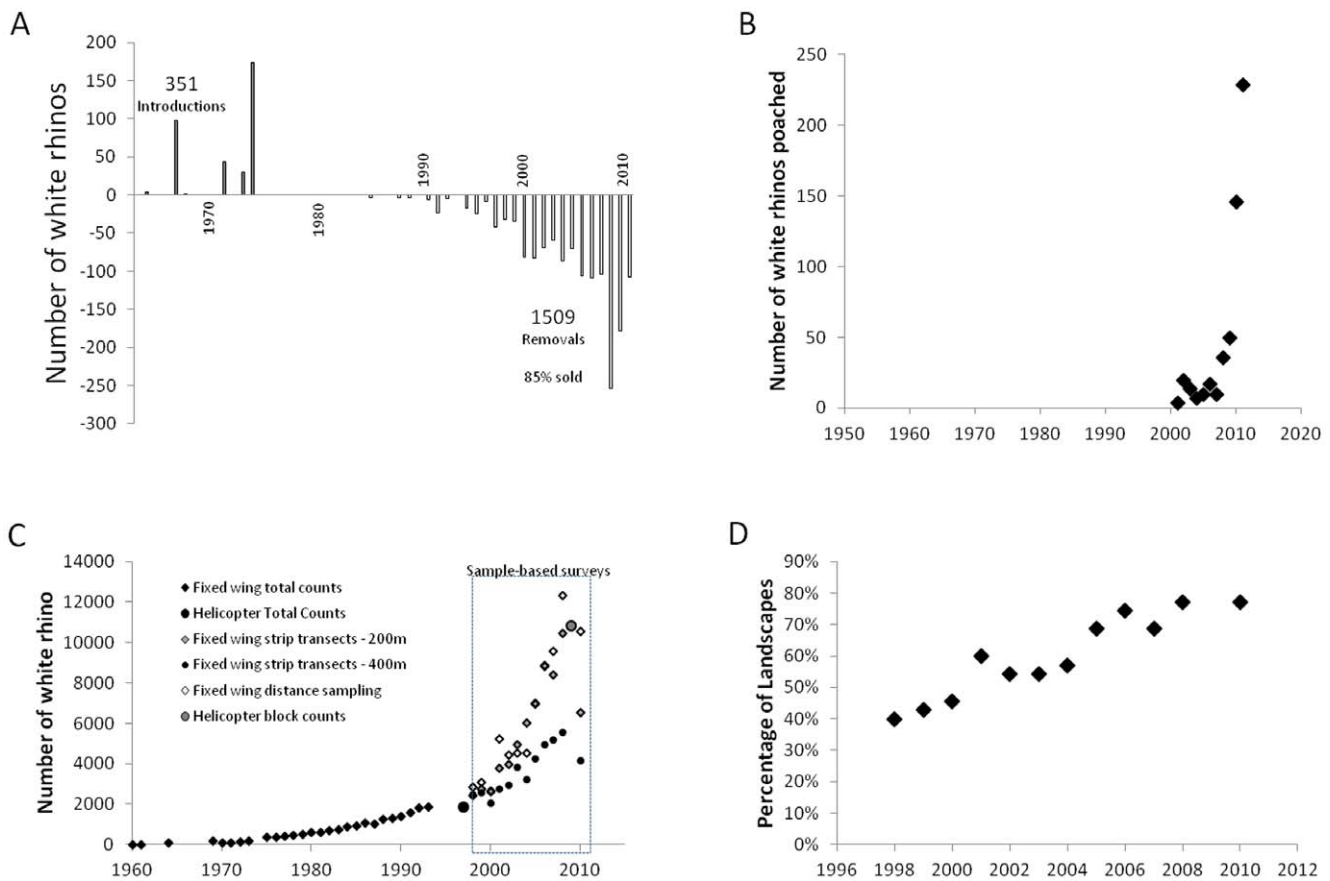 A
Number of white rhinos
200
150
100
50
0
-50
-100
-150
-200
-250
-300
351
Introductions
1970
1980
1990
2000
2010
1509
Removals
85% sold
B
Number of white rhinos poached
250
200
150
100
50
0
1950 1960 1970 1980 1990 2000 2010 2020
C
Number of white rhino
14000
12000
10000
8000
6000
4000
2000
0
Sample-based surveys
Fixed wing total counts
Helicopter Total Counts
Fixed wing strip transects - 200m
Fixed wing strip transects - 400m
Fixed wing distance sampling
Helicopter block counts
1960 1970 1980 1990 2000 2010
D
Percentage of Landscapes
90%
80%
70%
60%
50%
40%
30%
20%
10%
0%
1996 1998 2000 2002 2004 2006 2008 2010 2012